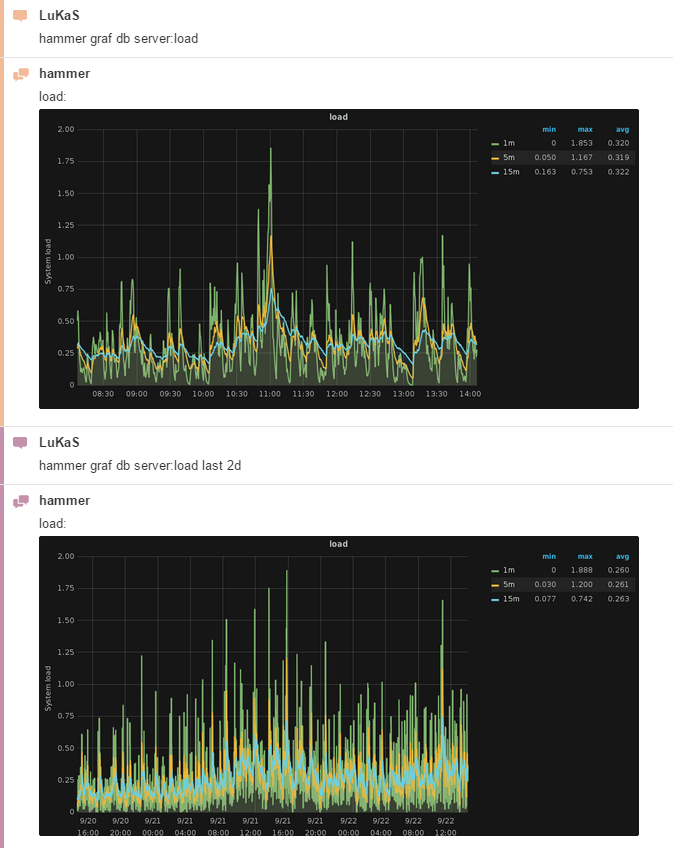 LuKaS
hammer graf db server:load
hammer
load:
load
min max avg
1m 0 1.853 0.320
5m 0.050 1.167 0.319
15m 0.163 0.753 0.322
System load
2.00
1.75
1.50
1.25
1.00
0.75
0.50
0.25
0
08:30 09:00 09:30 10:00 10:30 11:00 11:30 12:00 12:30 13:00 13:30 14:00
LuKaS
hammer graf db server:load last 2d
hammer
load:
load
min max avg
1m 0 1.888 0.260
5m 0.030 1.200 0.261
15m 0.077 0.742 0.263
System load
2.00
1.75
1.50
1.25
1.00
0.75
0.50
0.25
0
9/20 9/20 9/21 9/21 9/21 9/21 9/21 9/21 9/22 9/22 9/22 9/22
16:00 20:00 00:00 04:00 08:00 12:00 16:00 20:00 00:00 04:00 08:00 12:00